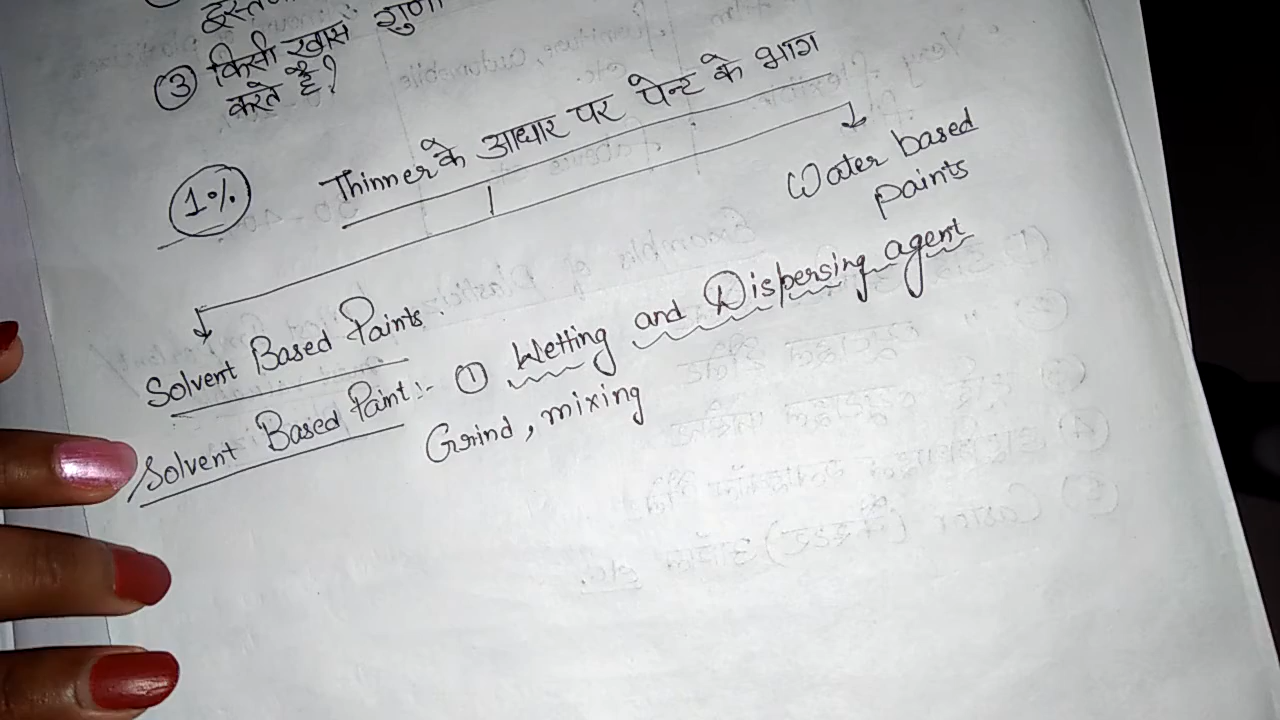 ③ किसी खास गुणों
करते है?
1% Thinner के आधार पर पेन्ट के भाग
Water based
paints
Solvent Based Paints.
Solvent Based Paint:- ① Wetting and Dispersing agent
Grind, mixing